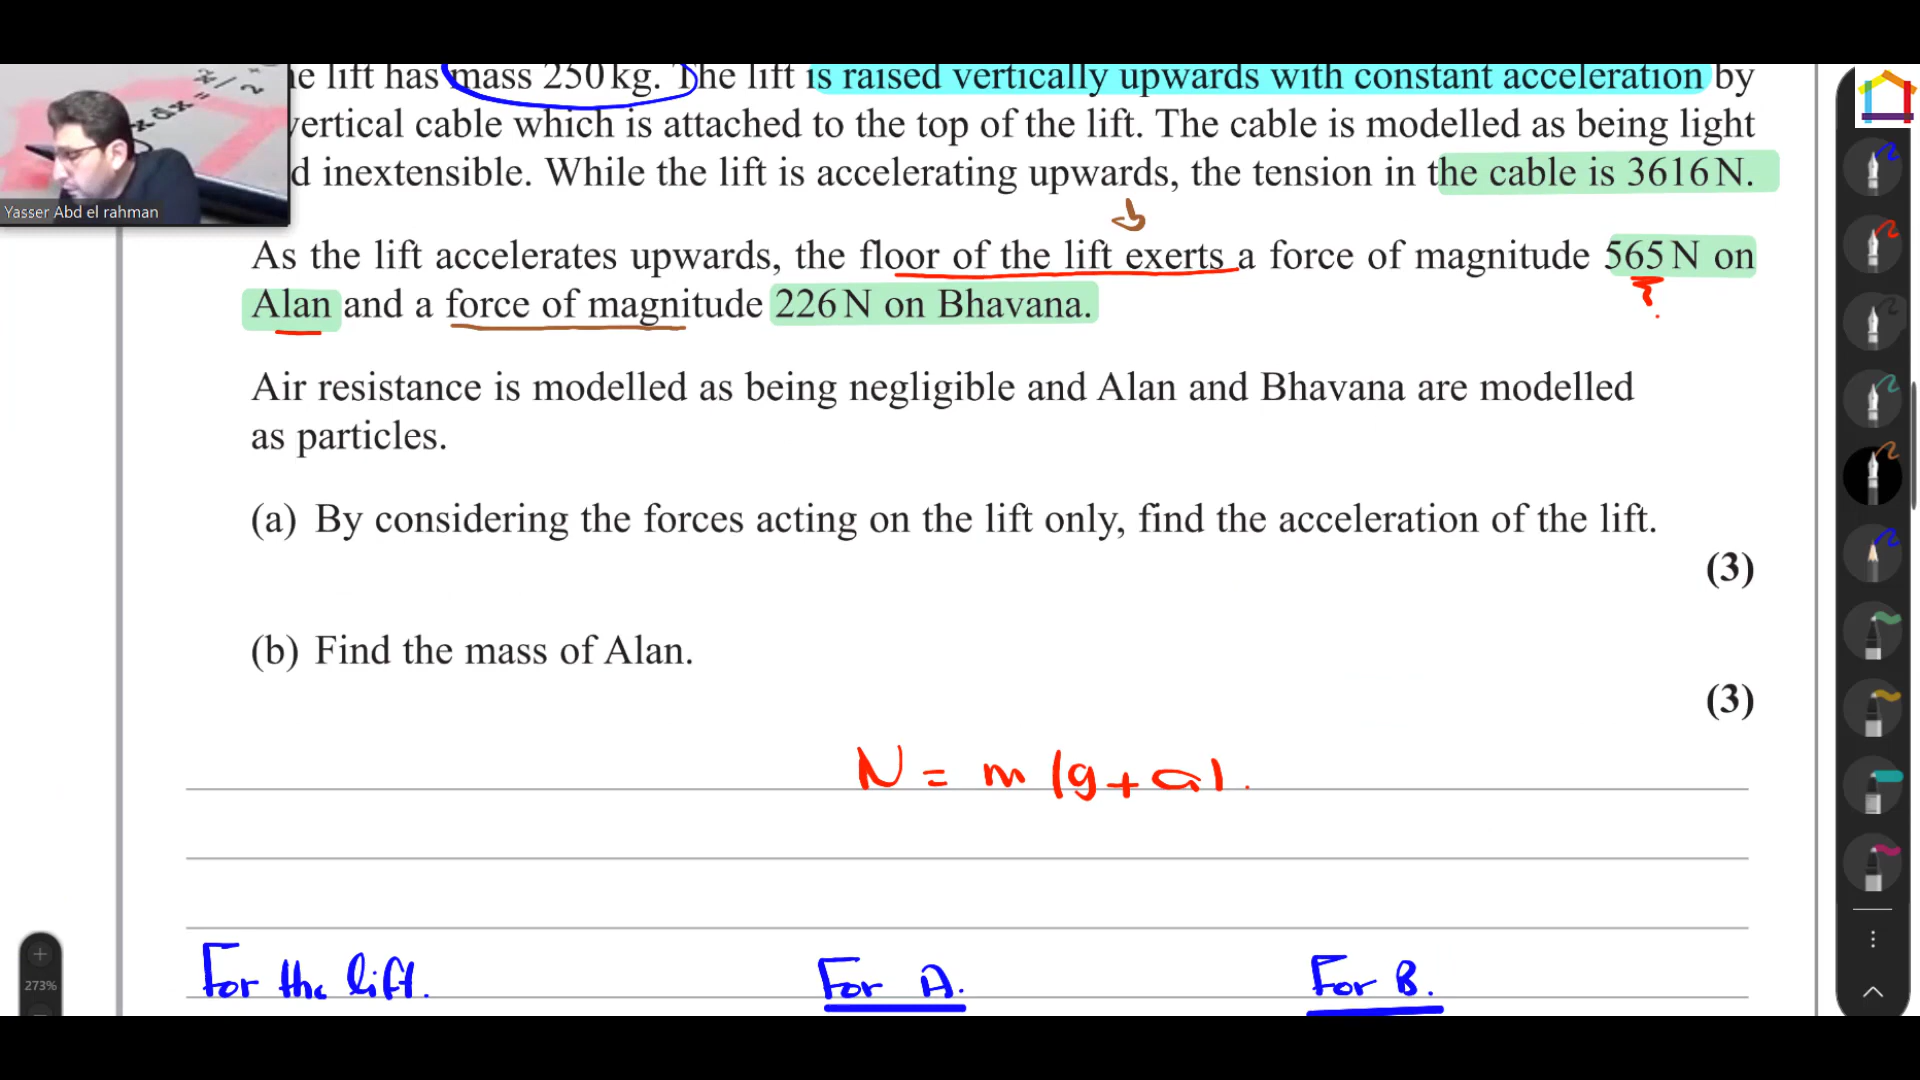 e lift has mass 250 kg. The lift is raised vertically upwards with constant acceleration by
vertical cable which is attached to the top of the lift. The cable is modelled as being light
d inextensible. While the lift is accelerating upwards, the tension in the cable is 3616 N.
Yasser Abd el rahman
As the lift accelerates upwards, the floor of the lift exerts a force of magnitude 565 N on
Alan and a force of magnitude 226 N on Bhavana.
Air resistance is modelled as being negligible and Alan and Bhavana are modelled
as particles.
(a) By considering the forces acting on the lift only, find the acceleration of the lift.
(3)
(b) Find the mass of Alan.
(3)
N = m (g + a).
For the lift. For A. For B.
273%